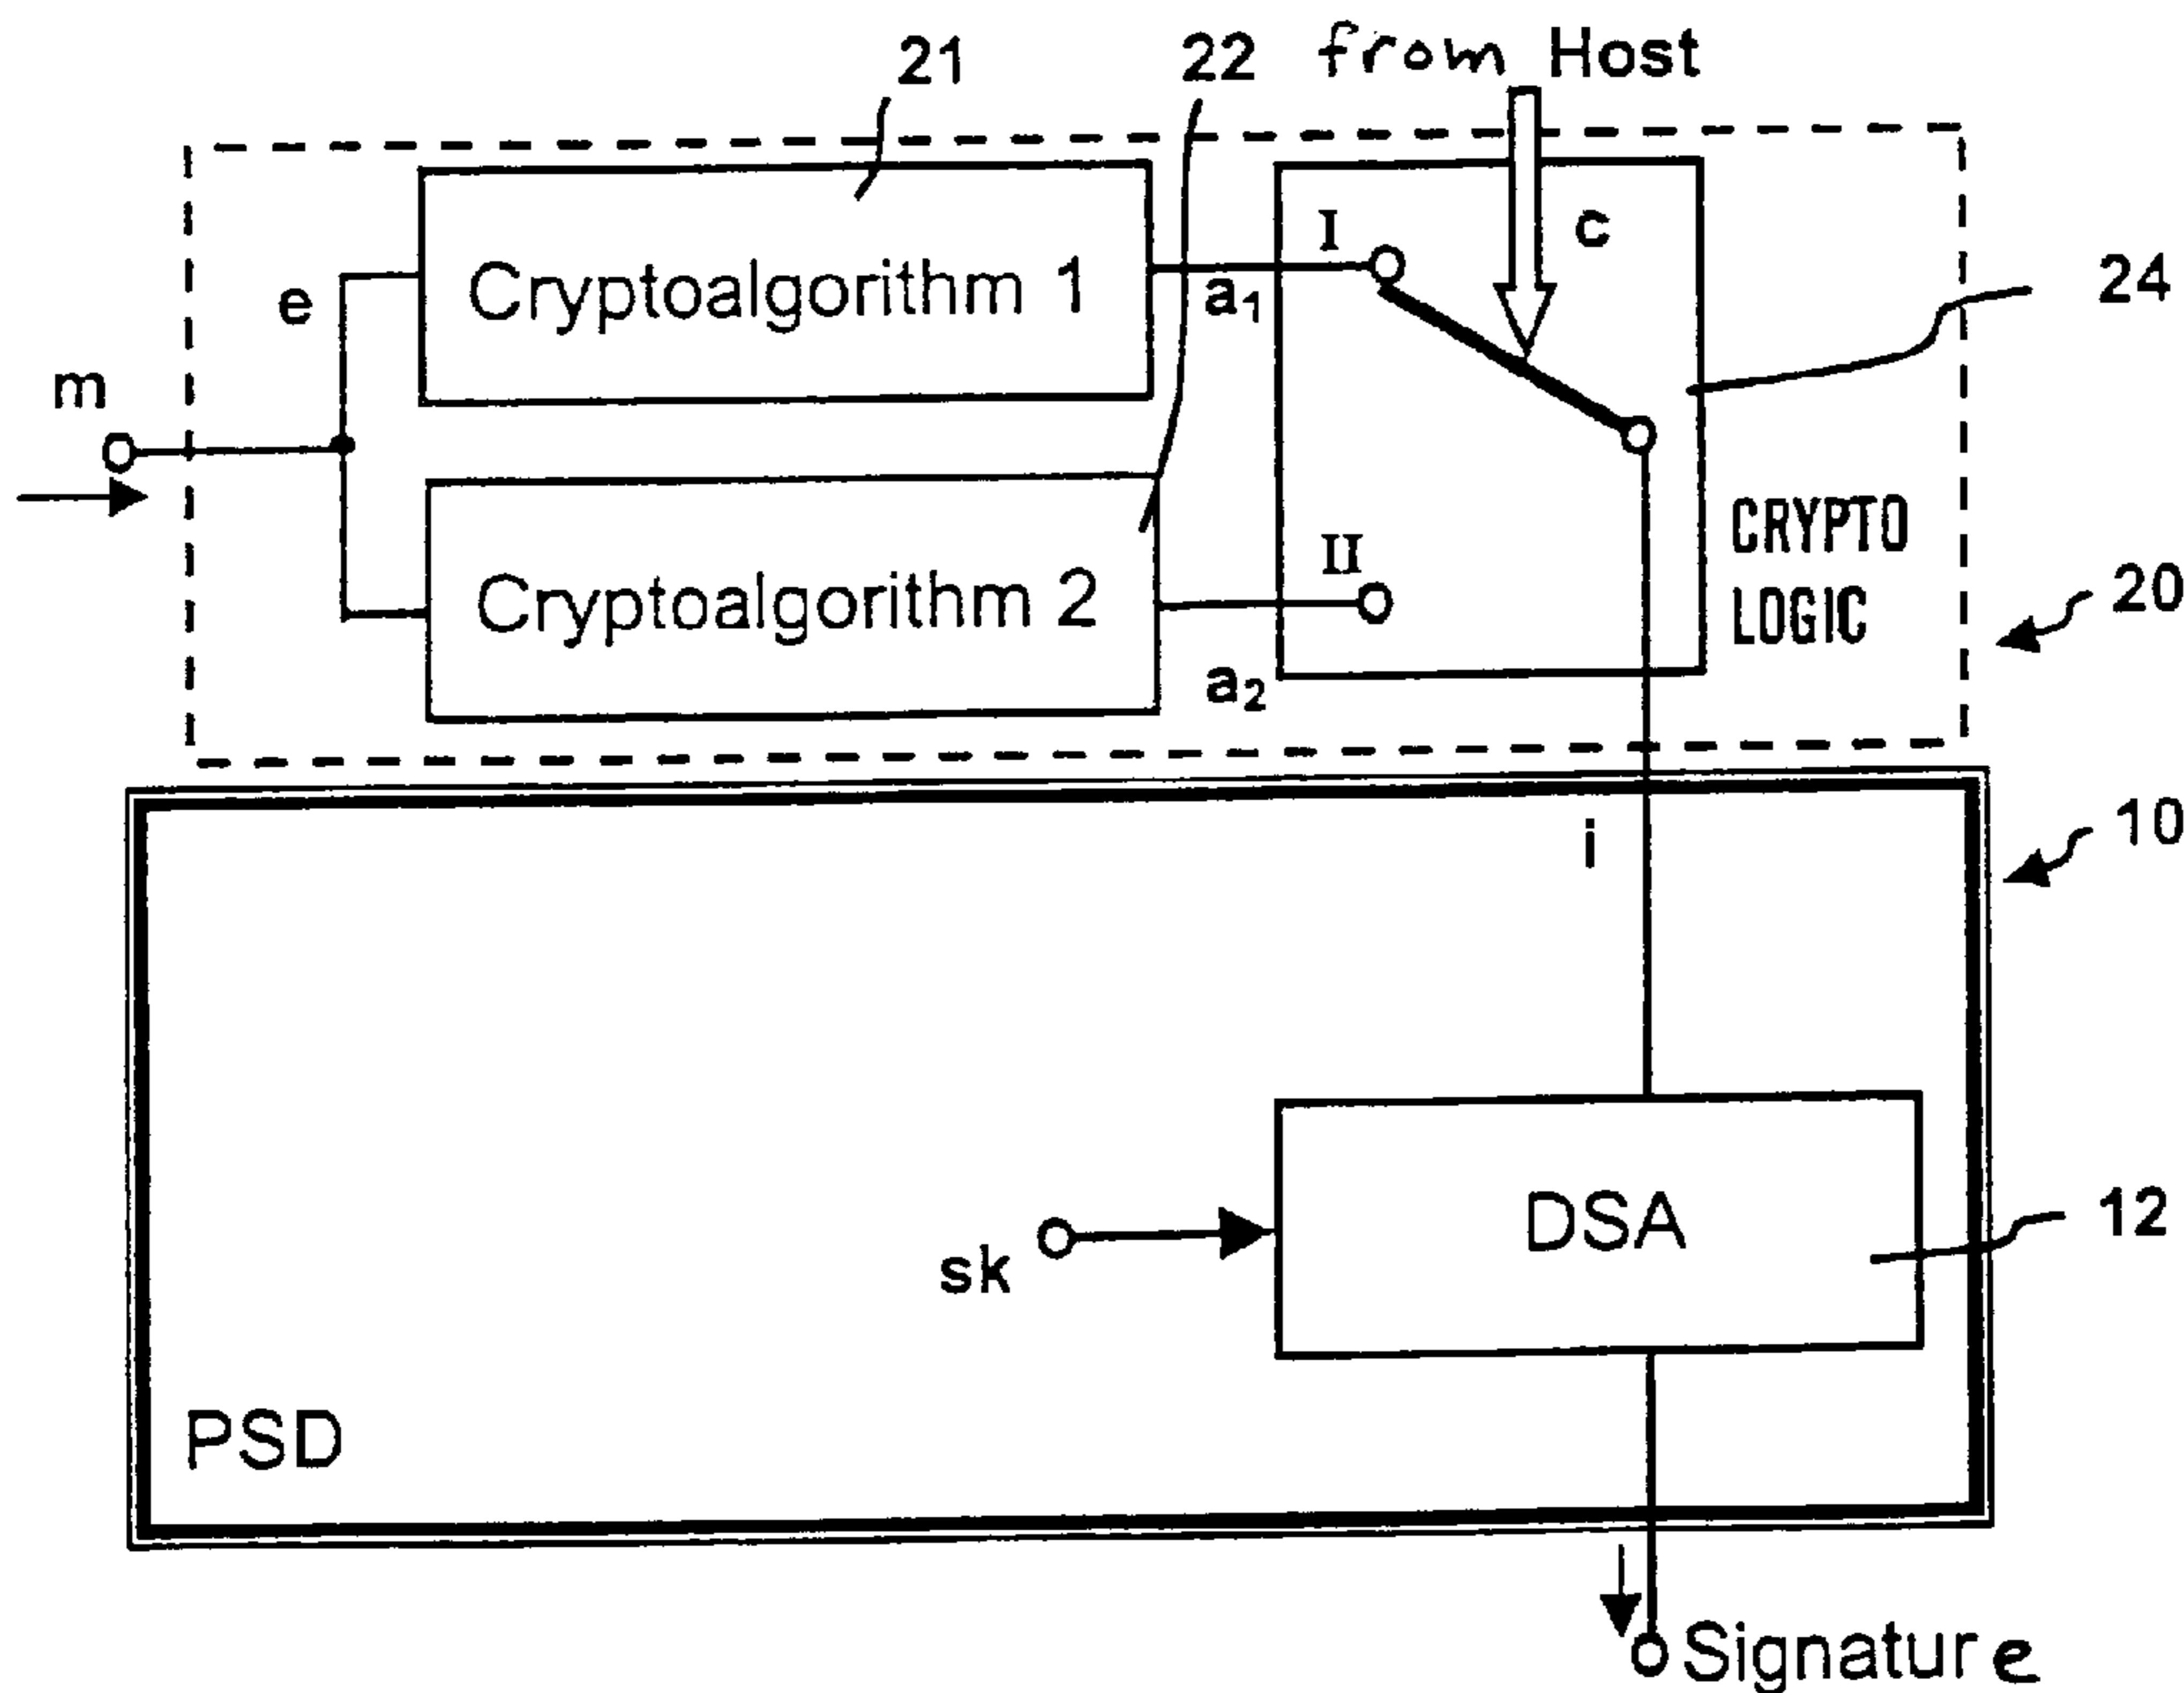 21
22
from Host
I
c
24
e
Cryptoalgorithm 1
a₁
m
CRYPTO
LOGIC
II
Cryptoalgorithm 2
20
a₂
10
i
DSA
12
sk
PSD
Signature